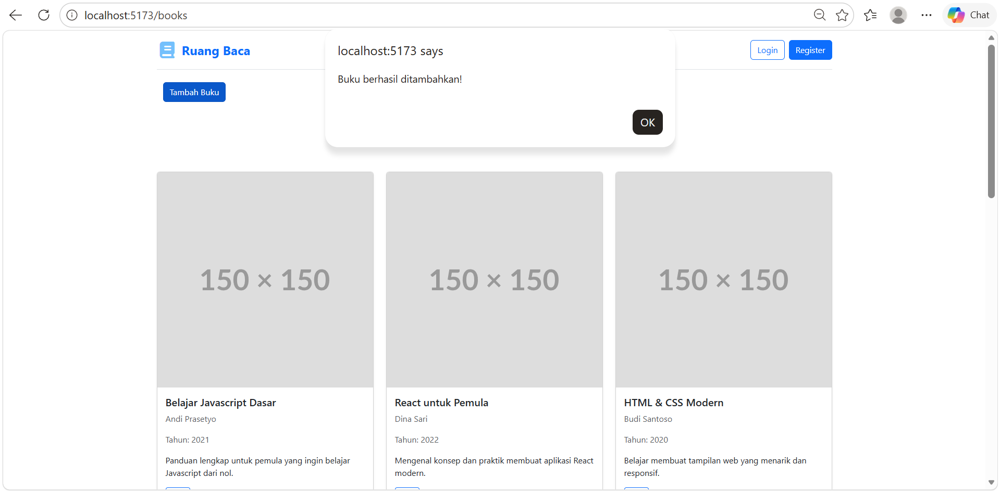 localhost:5173/books
Chat
Ruang Baca
localhost:5173 says
Login
Register
Buku berhasil ditambahkan!
Tambah Buku
OK
150 × 150
150 × 150
150 × 150
Belajar Javascript Dasar
Andi Prasetyo
Tahun: 2021
Panduan lengkap untuk pemula yang ingin belajar
Javascript dari nol.
React untuk Pemula
Dina Sari
Tahun: 2022
Mengenal konsep dan praktik membuat aplikasi React
modern.
HTML & CSS Modern
Budi Santoso
Tahun: 2020
Belajar membuat tampilan web yang menarik dan
responsif.